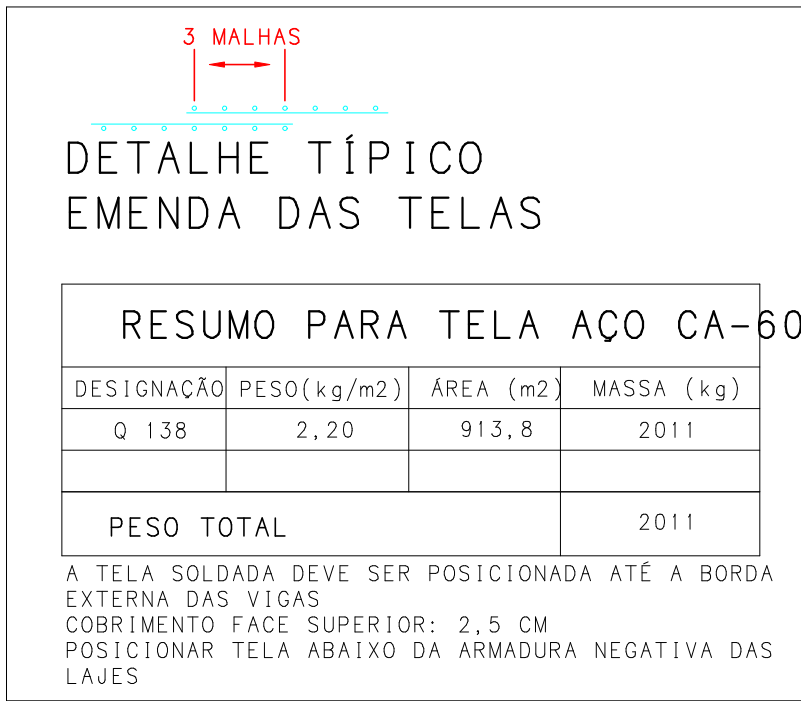 3 MALHAS
DETALHE TÍPICO
EMENDA DAS TELAS
RESUMO PARA TELA AÇO CA-60
DESIGNAÇÃO PESO(kg/m2) ÁREA (m2) MASSA (kg)
Q 138 2,20 913,8 2011
PESO TOTAL 2011
A TELA SOLDADA DEVE SER POSICIONADA ATÉ A BORDA
EXTERNA DAS VIGAS
COBRIMENTO FACE SUPERIOR: 2,5 CM
POSICIONAR TELA ABAIXO DA ARMADURA NEGATIVA DAS
LAJES